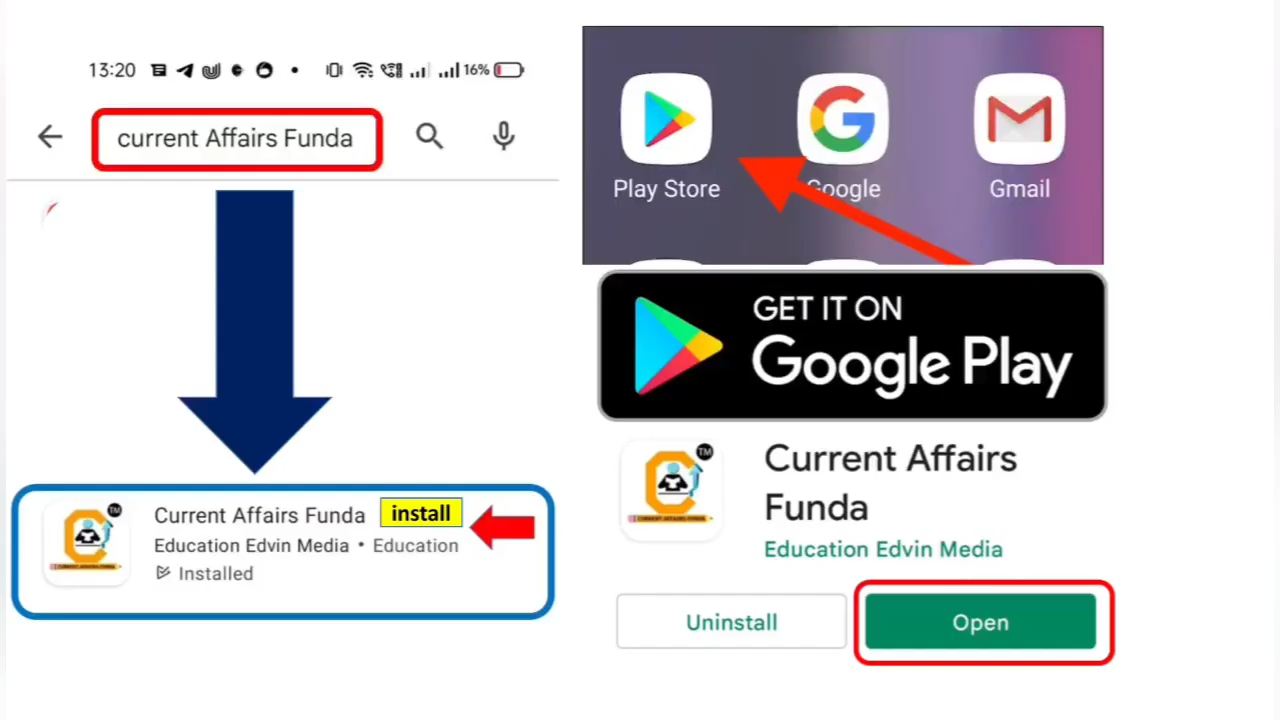 13:20
16%
current Affairs Funda
Current Affairs Funda
install
Education Edvin Media • Education
Installed
Play Store
Google
Gmail
GET IT ON
Google Play
TM
Current Affairs
Funda
Education Edvin Media
Uninstall
Open